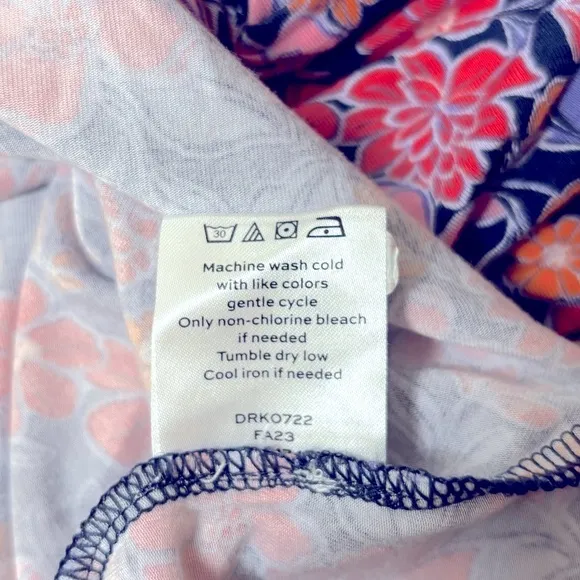 30
Machine wash cold
with like colors
gentle cycle
Only non-chlorine bleach
if needed
Tumble dry low
Cool iron if needed
DRK0722
FA23